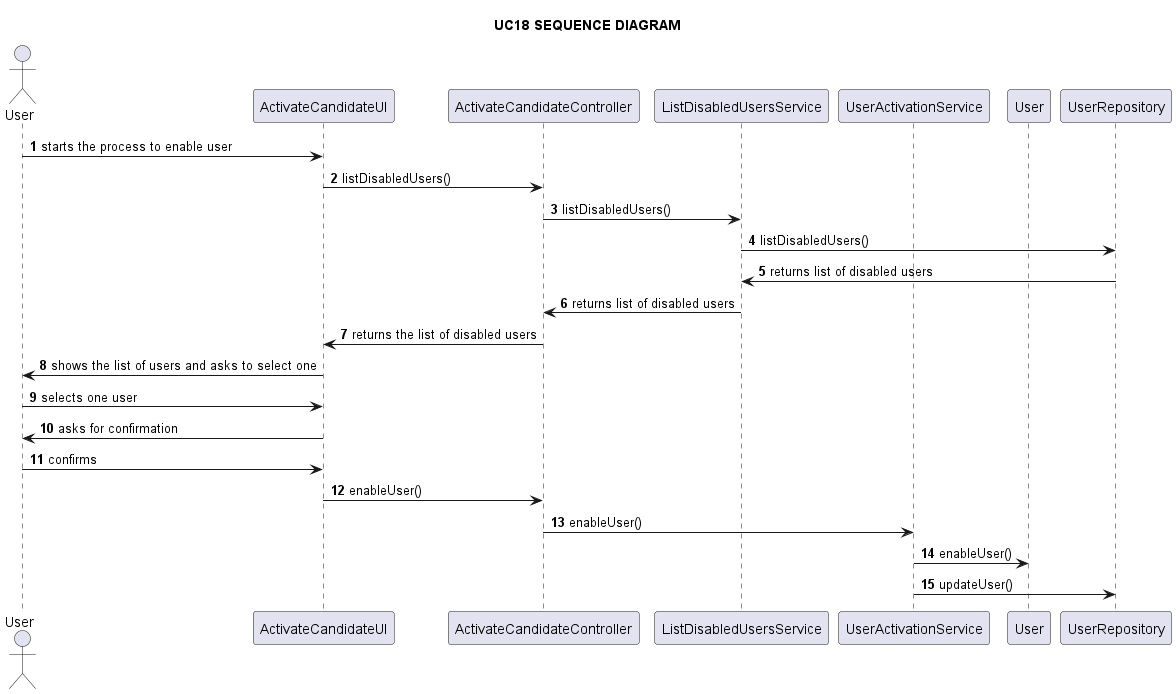 UC18 SEQUENCE DIAGRAM
User
ActivateCandidateUI
ActivateCandidateController
ListDisabledUsersService
UserActivationService
User
UserRepository
1 starts the process to enable user
2 listDisabledUsers()
3 listDisabledUsers()
4 listDisabledUsers()
5 returns list of disabled users
6 returns list of disabled users
7 returns the list of disabled users
8 shows the list of users and asks to select one
9 selects one user
10 asks for confirmation
11 confirms
12 enableUser()
13 enableUser()
14 enableUser()
15 updateUser()
User
ActivateCandidateUI
ActivateCandidateController
ListDisabledUsersService
UserActivationService
User
UserRepository